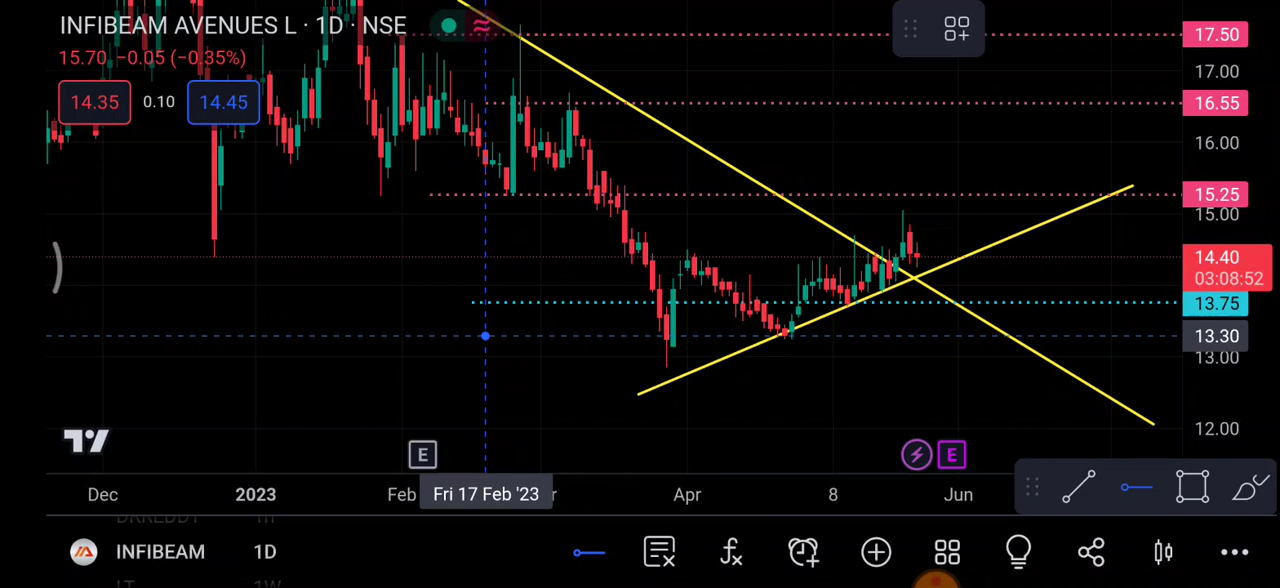 INFIBEAM AVENUES L · 1D · NSE
15.70 −0.05 (−0.35%)
14.35 0.10 14.45
17.50
17.00
16.55
16.00
15.25
15.00
14.40
03:08:52
13.75
13.30
13.00
12.00
E E
Dec 2023 Feb Fri 17 Feb '23 Apr 8 Jun
INFIBEAM 1D